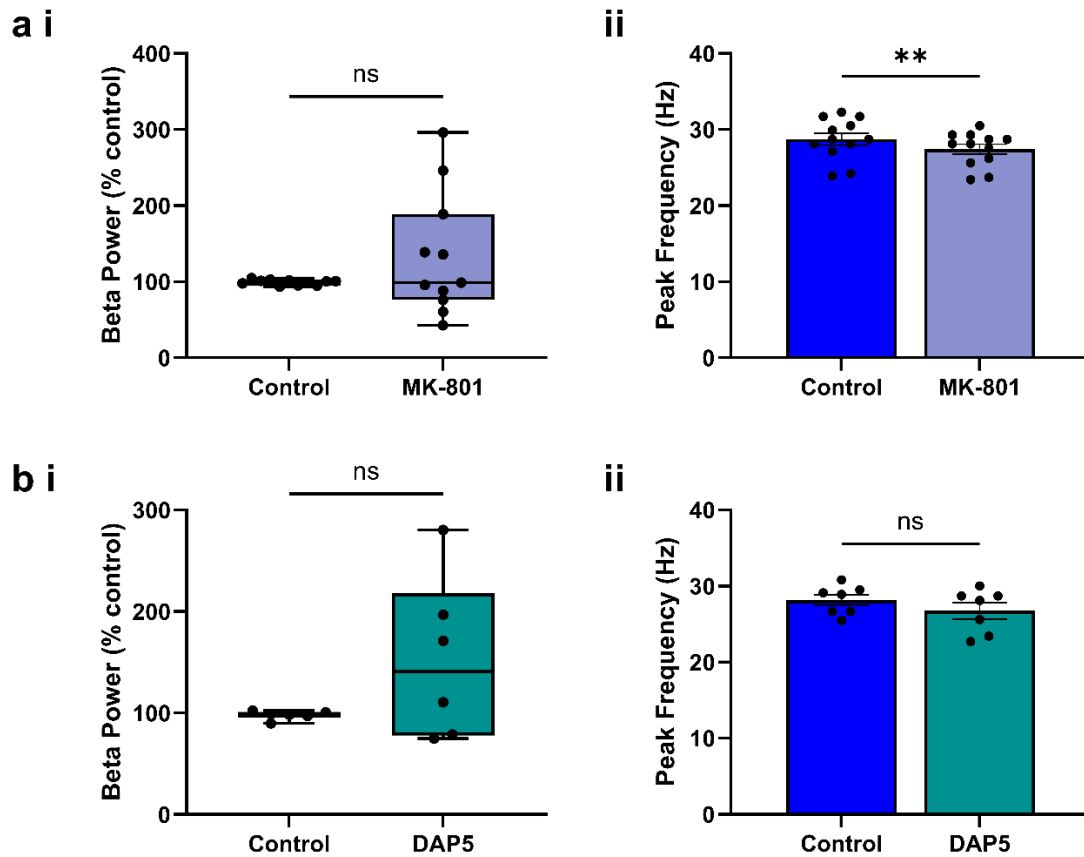 a i
Beta Power (% control)
400
300
200
100
0
ns
Control
MK-801
ii
Peak Frequency (Hz)
40
30
20
10
0
**
Control
MK-801
b i
Beta Power (% control)
300
200
100
0
ns
Control
DAP5
ii
Peak Frequency (Hz)
40
30
20
10
0
ns
Control
DAP5